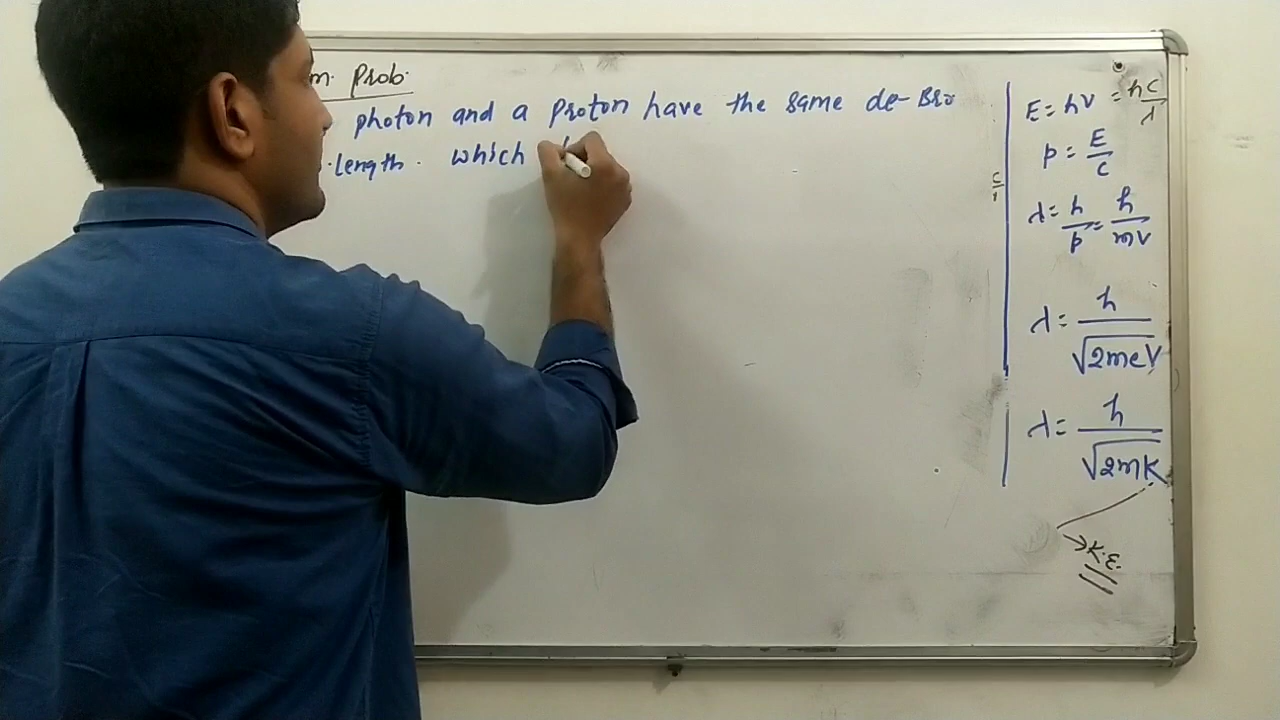 m. Prob.
photon and a proton have the same de-Bro
.length. which
E = hν = hc/λ
p = E/c
λ = h/p = h/mv
λ = h/√2meV
λ = h/√2mK
→ K.E.